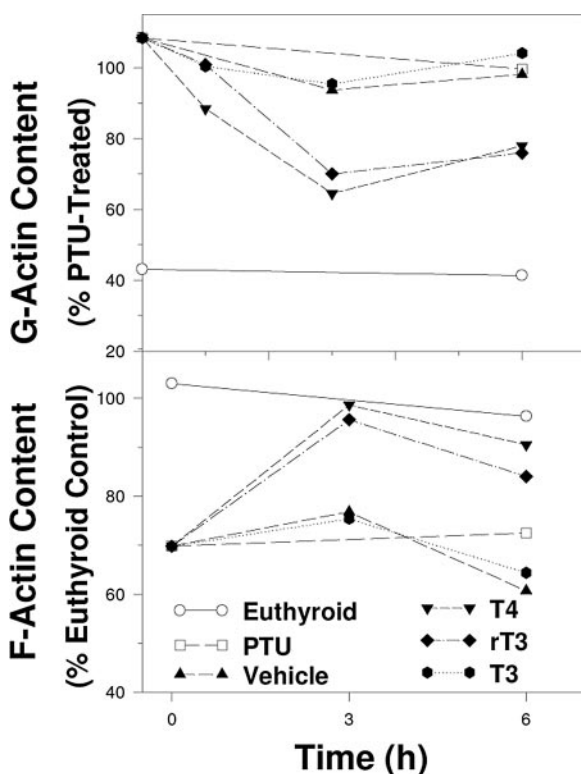 G-Actin Content
(% PTU-Treated)
100
80
60
40
20
F-Actin Content
(% Euthyroid Control)
100
80
60
40
Euthyroid
PTU
Vehicle
T4
rT3
T3
0
3
6
Time (h)